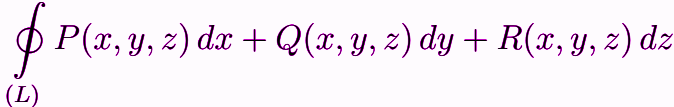 ∮_(L) P(x, y, z) dx + Q(x, y, z) dy + R(x, y, z) dz